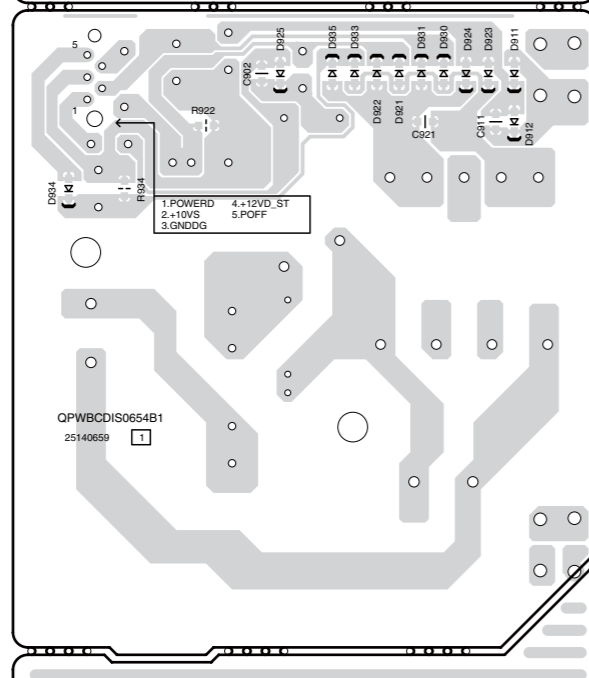 D925
D935
D933
D931
D930
D924
D923
D911
5
C902
1
R922
D922
D921
C921
C911
D912
D934
R934
1.POWERD 4.+12VD_ST
2.+10VS 5.POFF
3.GNDDG
QPWBCDIS0654B1
25140659 1